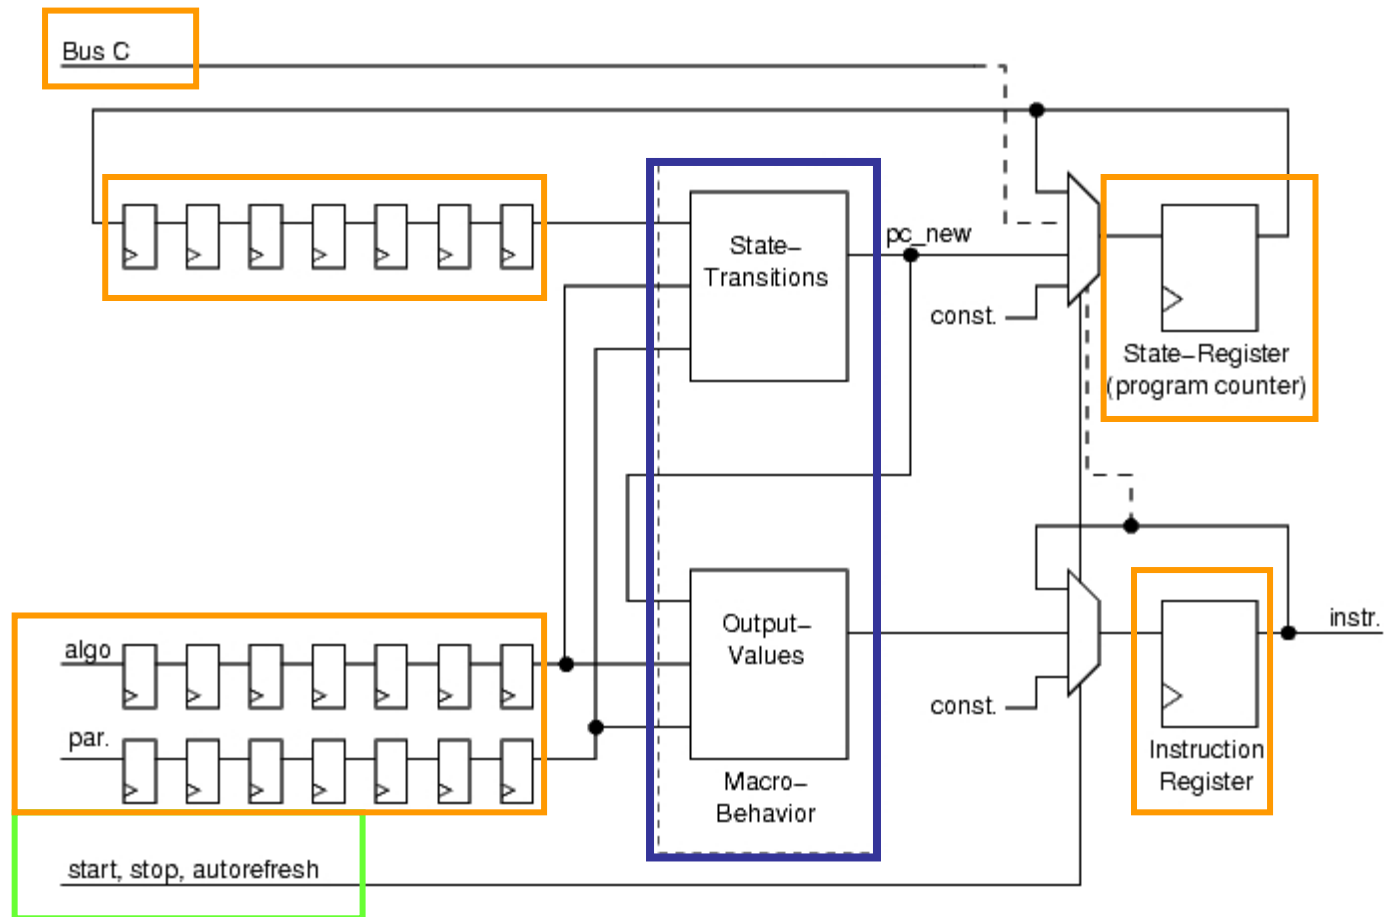 Bus C
State–
Transitions
pc_new
const.
State–Register
(program counter)
Output–
Values
instr.
algo
par.
const.
Macro–
Behavior
Instruction
Register
start, stop, autorefresh